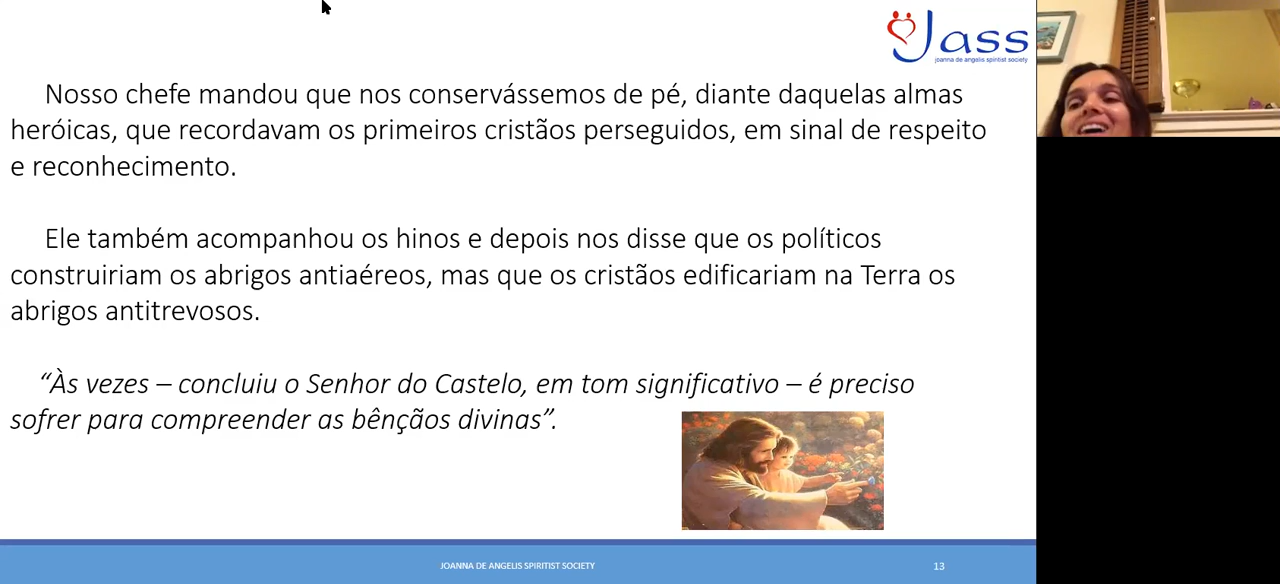 Jass
joanna de angelis spiritist society
Nosso chefe mandou que nos conservássemos de pé, diante daquelas almas
heróicas, que recordavam os primeiros cristãos perseguidos, em sinal de respeito
e reconhecimento.
Ele também acompanhou os hinos e depois nos disse que os políticos
construiriam os abrigos antiaéreos, mas que os cristãos edificariam na Terra os
abrigos antitrevosos.
“Às vezes – concluiu o Senhor do Castelo, em tom significativo – é preciso
sofrer para compreender as bênçãos divinas”.
JOANNA DE ANGELIS SPIRITIST SOCIETY
13